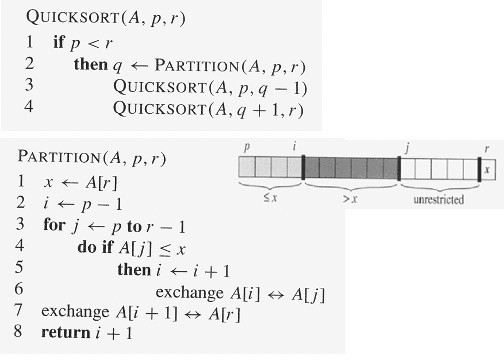 QUICKSORT(A, p, r)
1 if p < r
2 then q ← PARTITION(A, p, r)
3 QUICKSORT(A, p, q − 1)
4 QUICKSORT(A, q + 1, r)
PARTITION(A, p, r)
1 x ← A[r]
2 i ← p − 1
3 for j ← p to r − 1
4 do if A[j] ≤ x
5 then i ← i + 1
6 exchange A[i] ↔ A[j]
7 exchange A[i + 1] ↔ A[r]
8 return i + 1
p i j r
x
≤x >x unrestricted